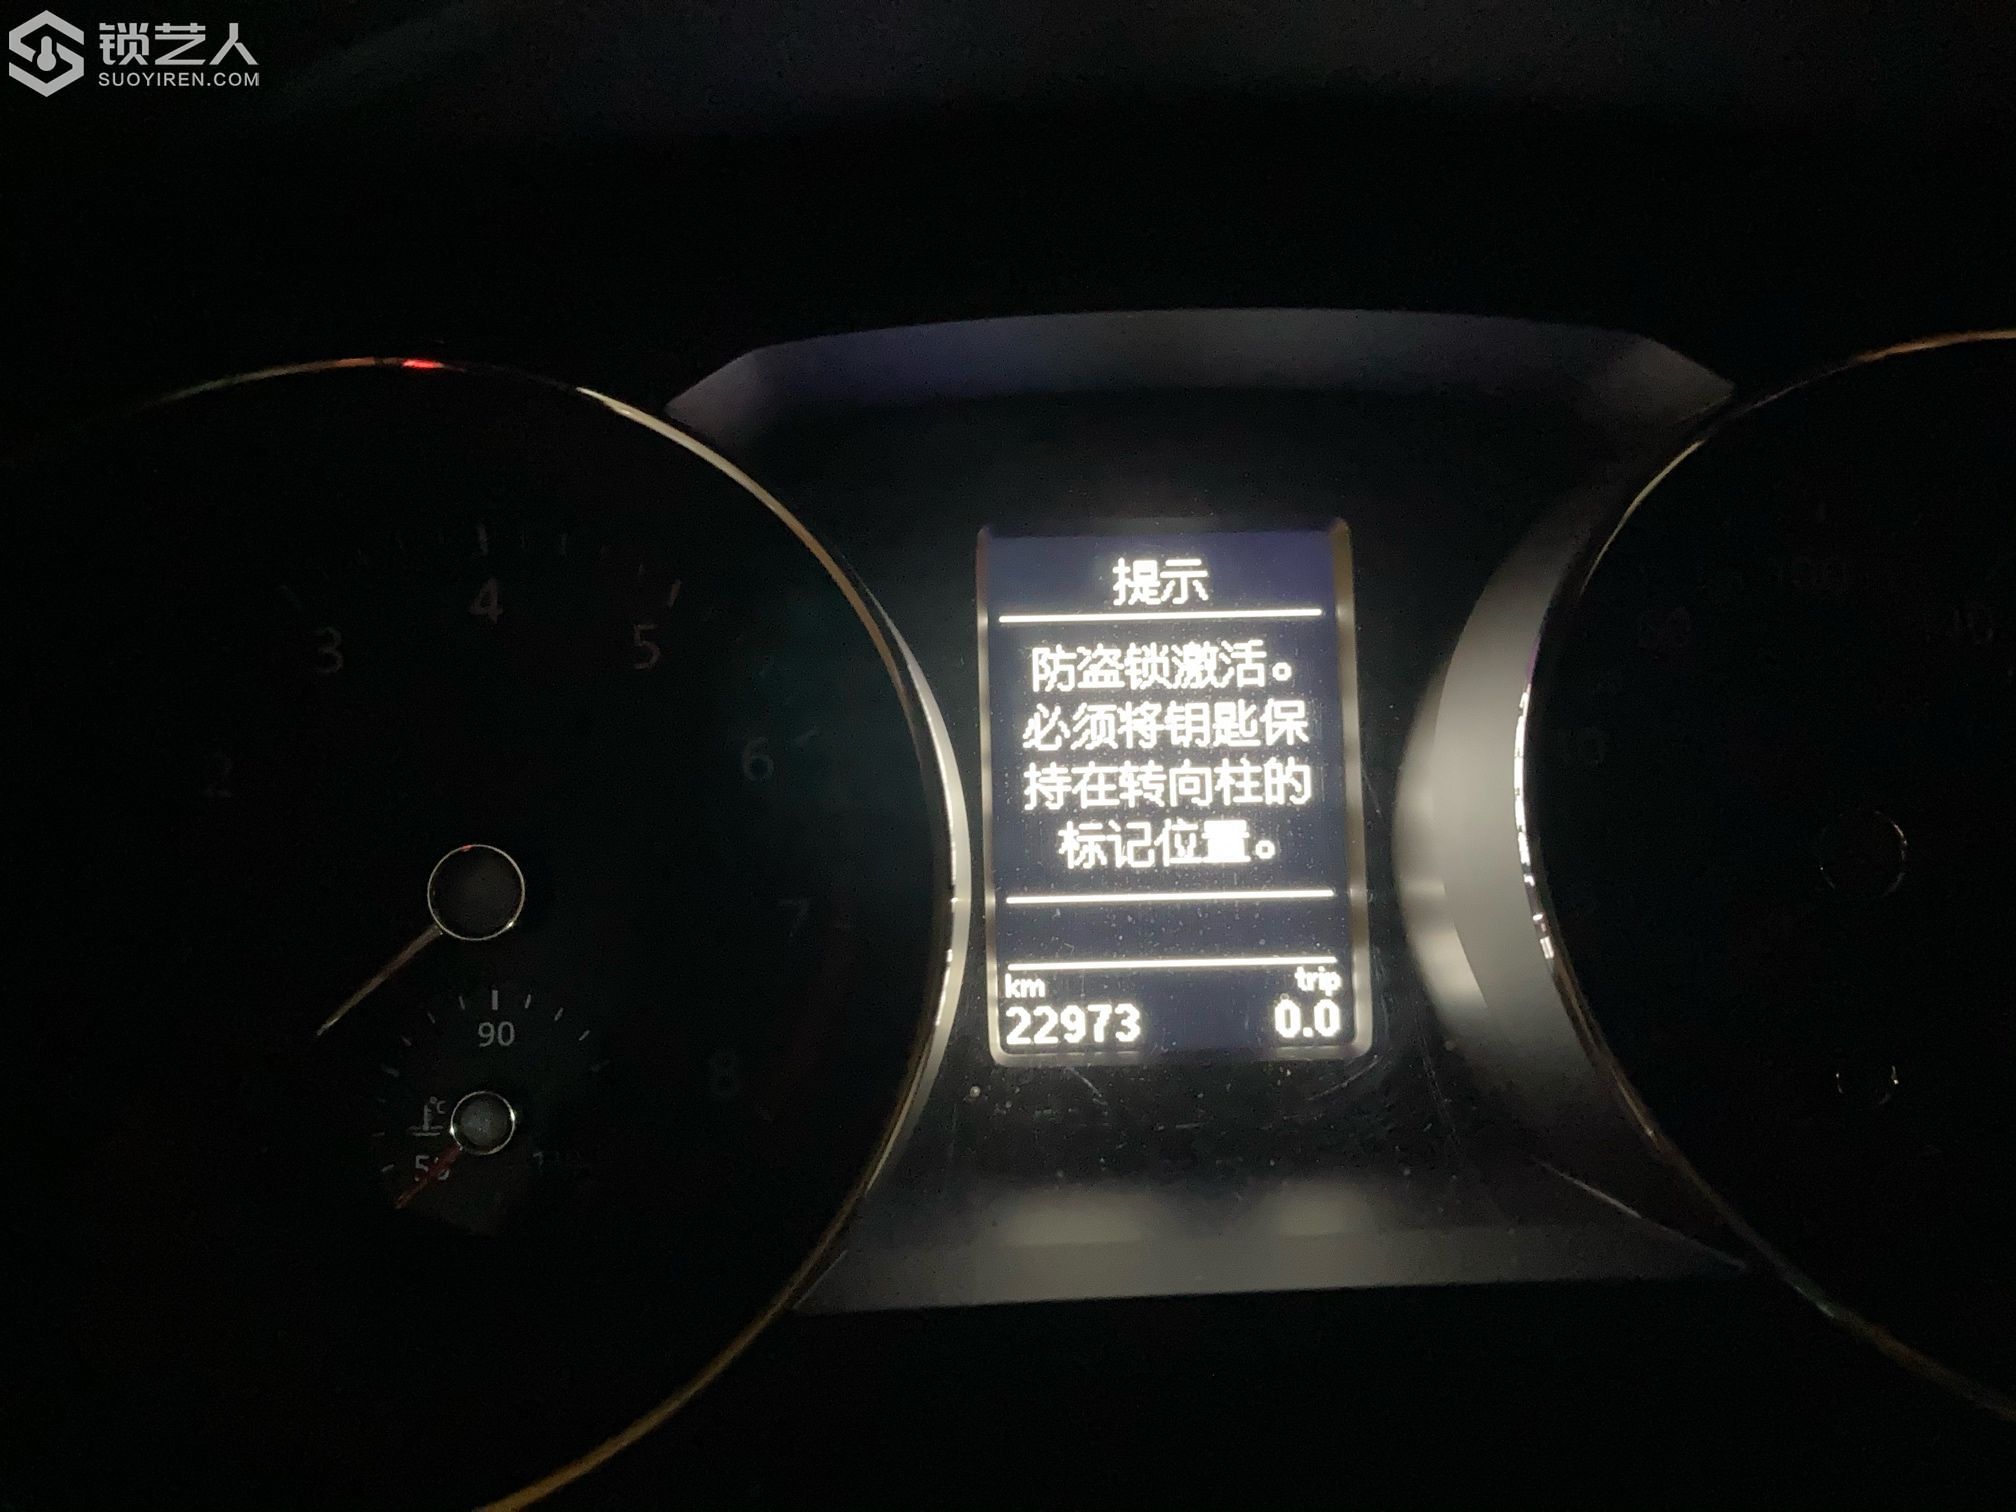 锁艺人
SUOYIREN.COM
提示
防盗锁激活。
必须将钥匙保
持在转向柱的
标记位置。
km
trip
22973
0.0
2
3
4
5
6
7
8
90
°C
50